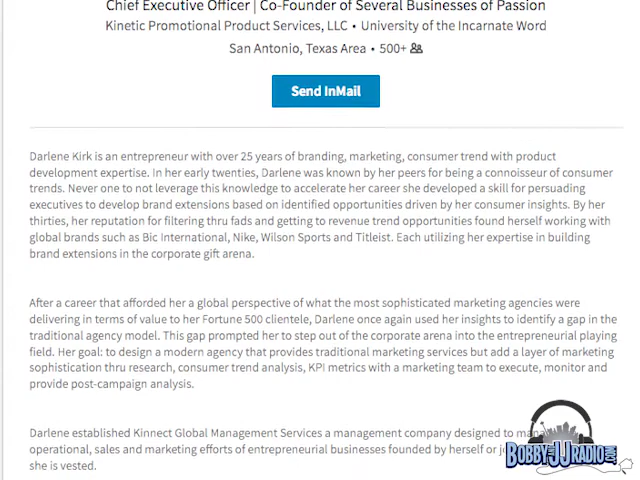 Chief Executive Officer | Co-Founder of Several Businesses of Passion
Kinetic Promotional Product Services, LLC • University of the Incarnate Word
San Antonio, Texas Area • 500+
Send InMail
Darlene Kirk is an entrepreneur with over 25 years of branding, marketing, consumer trend with product
development expertise. In her early twenties, Darlene was known by her peers for being a connoisseur of consumer
trends. Never one to not leverage this knowledge to accelerate her career she developed a skill for persuading
executives to develop brand extensions based on identified opportunities driven by her consumer insights. By her
thirties, her reputation for filtering thru fads and getting to revenue trend opportunities found herself working with
global brands such as Bic International, Nike, Wilson Sports and Titleist. Each utilizing her expertise in building
brand extensions in the corporate gift arena.
After a career that afforded her a global perspective of what the most sophisticated marketing agencies were
delivering in terms of value to her Fortune 500 clientele, Darlene once again used her insights to identify a gap in the
traditional agency model. This gap prompted her to step out of the corporate arena into the entrepreneurial playing
field. Her goal: to design a modern agency that provides traditional marketing services but add a layer of marketing
sophistication thru research, consumer trend analysis, KPI metrics with a marketing team to execute, monitor and
provide post-campaign analysis.
Darlene established Kinnect Global Management Services a management company designed to
operational, sales and marketing efforts of entrepreneurial businesses founded by herself or
she is vested.
BOBBY AND JJ RADIO.COM